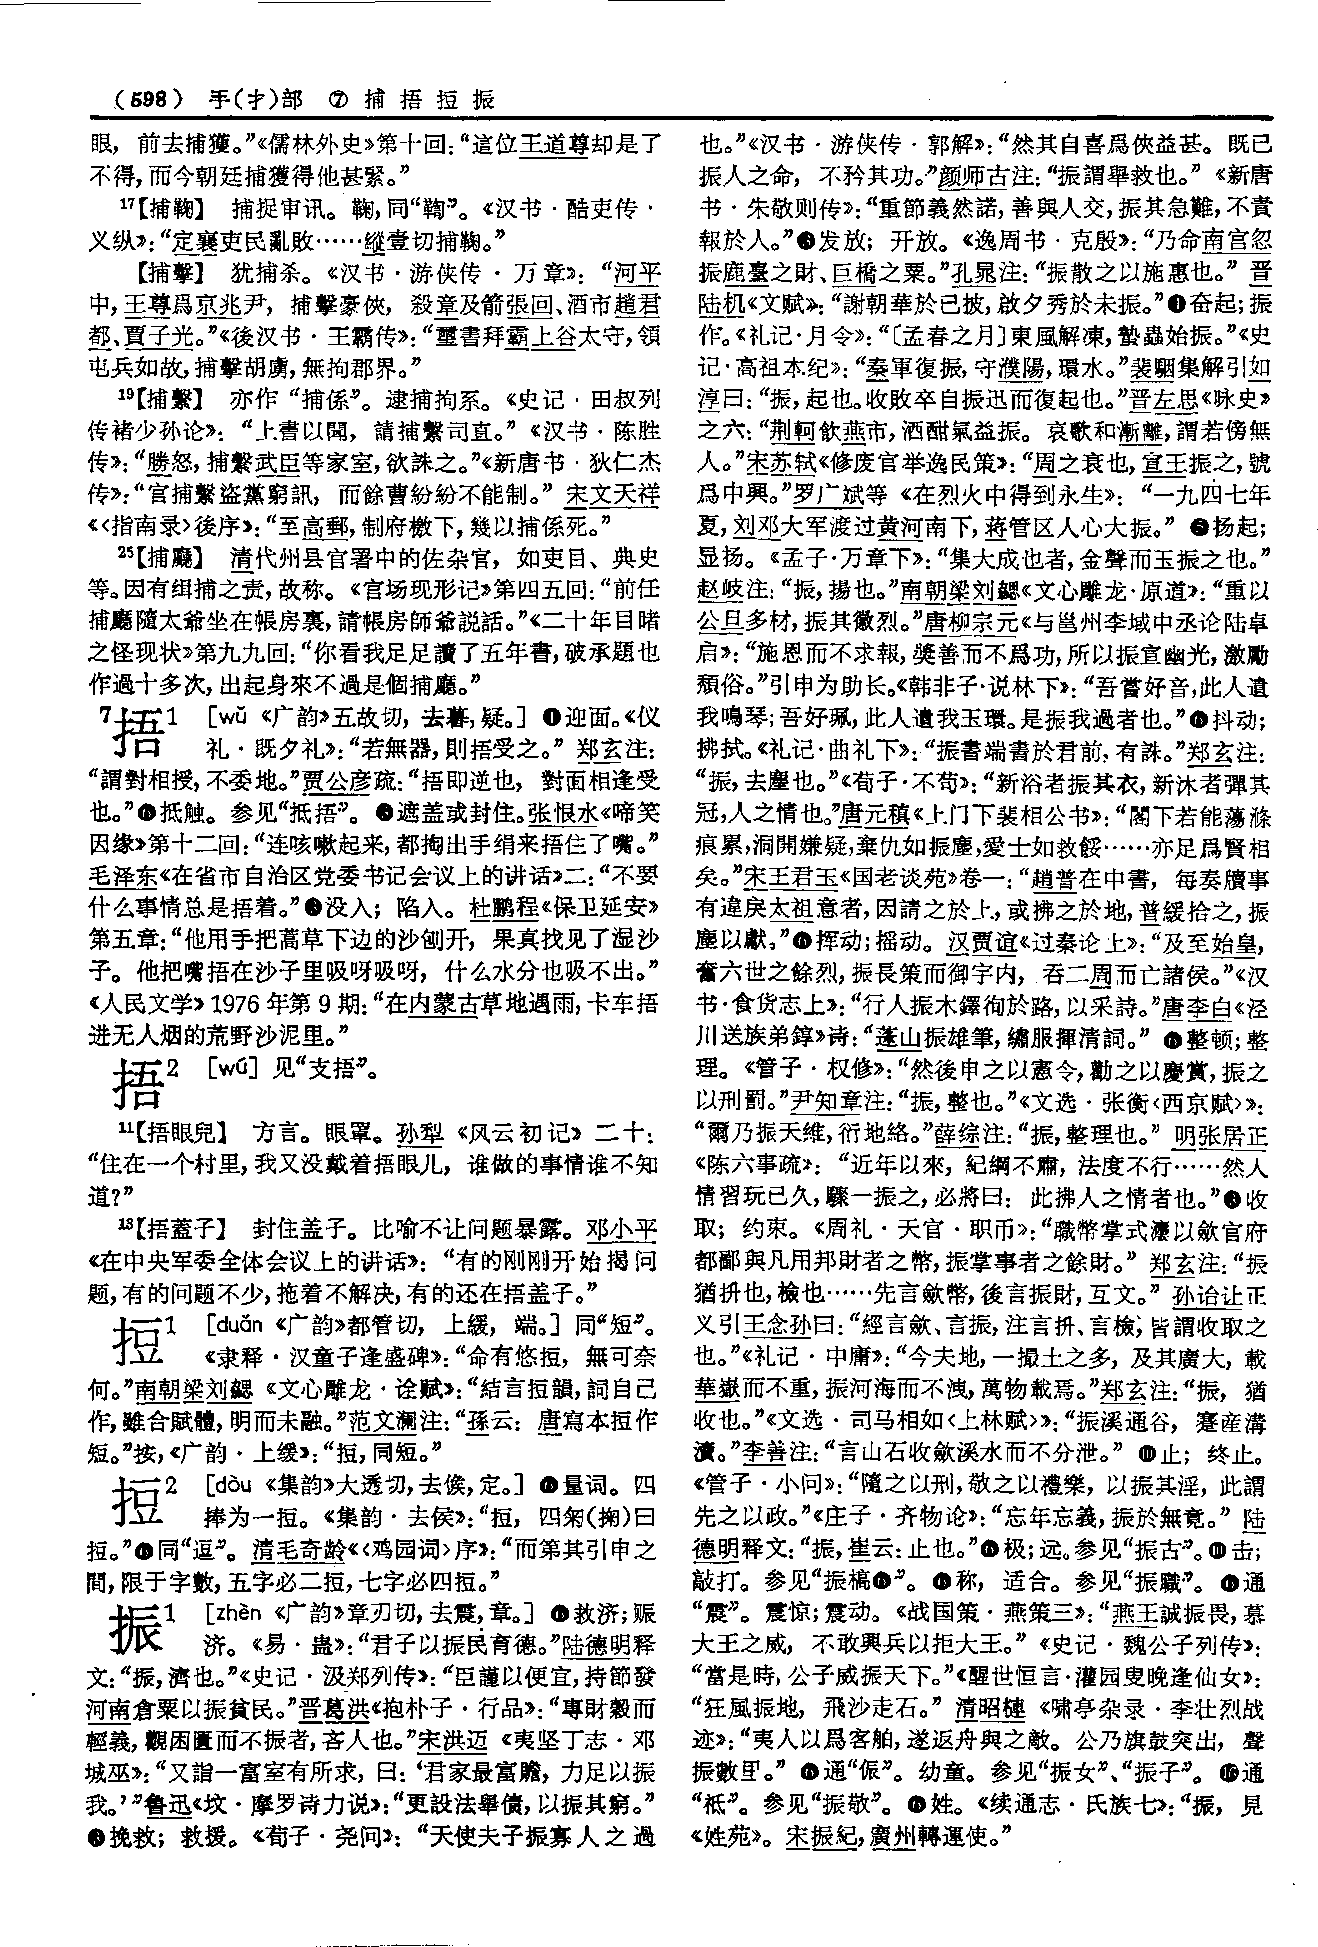 （598） 手(扌)部 ⑦ 捕 捂 挳 振
眼，前去捕獲。”《儒林外史》第十回：“這位王道尊却是了
不得，而今朝廷捕獲得他甚緊。”
17【捕鞠】 捕捉审讯。鞠，同“鞫”。《汉书·酷吏传·
义纵》：“定襄吏民亂敗……縱壹切捕鞠。”
【捕擊】 犹捕杀。《汉书·游侠传·万章》：“河平
中，王尊爲京兆尹，捕擊豪俠，殺章及箭張回、酒市趙君
都、賈子光。”《後汉书·王霸传》：“璽書拜霸上谷太守，領
屯兵如故，捕擊胡虜，無拘郡界。”
19【捕繫】 亦作“捕係”。逮捕拘系。《史记·田叔列
传褚少孙论》：“上書以聞，請捕繫司直。”《汉书·陈胜
传》：“勝怒，捕繫武臣等家室，欲誅之。”《新唐书·狄仁杰
传》：“官捕繫盜黨窮訊，而餘曹紛紛不能制。”宋文天祥
《〈指南录〉後序》：“至高郵，制府檄下，幾以捕係死。”
25【捕廳】 清代州县官署中的佐杂官，如吏目、典史
等。因有缉捕之责，故称。《官场现形记》第四五回：“前任
捕廳隨太爺坐在帳房裏，請帳房師爺説話。”《二十年目睹
之怪现状》第九九回：“你看我足足讀了五年書，破承題也
作過十多次，出起身來不過是個捕廳。”
7捂1 [wǔ《广韵》五故切，去暮，疑。] ❶迎面。《仪
礼·既夕礼》：“若無器，則捂受之。”郑玄注：
“謂對相授，不委地。”贾公彦疏：“捂即逆也，對面相逢受
也。”❷抵触。参见“抵捂”。❸遮盖或封住。张恨水《啼笑
因缘》第十二回：“连咳嗽起来，都掏出手绢来捂住了嘴。”
毛泽东《在省市自治区党委书记会议上的讲话》二：“不要
什么事情总是捂着。”❹没入；陷入。杜鹏程《保卫延安》
第五章：“他用手把蒿草下边的沙刨开，果真找见了湿沙
子。他把嘴捂在沙子里吸呀吸呀，什么水分也吸不出。”
《人民文学》1976年第9期：“在内蒙古草地遇雨，卡车捂
进无人烟的荒野沙泥里。”
捂2 [wú] 见“支捂”。
11【捂眼兒】 方言。眼罩。孙犁《风云初记》二十：
“住在一个村里，我又没戴着捂眼儿，谁做的事情谁不知
道？”
13【捂蓋子】 封住盖子。比喻不让问题暴露。邓小平
《在中央军委全体会议上的讲话》：“有的刚刚开始揭问
题，有的问题不少，拖着不解决，有的还在捂盖子。”
挳1 [duǎn《广韵》都管切，上緩，端。] 同“短”。
《隶释·汉童子逢盛碑》：“命有悠挳，無可奈
何。”南朝梁刘勰《文心雕龙·诠赋》：“結言挳韻，詞自己
作，雖合賦體，明而未融。”范文澜注：“孫云：唐寫本挳作
短。”按，《广韵·上缓》：“挳，同短。”
挳2 [dòu《集韵》大透切，去候，定。] ❶量词。四
捧为一挳。《集韵·去侯》：“挳，四匊(掬)曰
挳。”❷同“逗”。清毛奇龄《〈鸡园词〉序》：“而第其引申之
間，限于字數，五字必二挳，七字必四挳。”
振1 [zhèn《广韵》章刃切，去震，章。] ❶救济；赈
济。《易·蛊》：“君子以振民育德。”陆德明释
文：“振，濟也。”《史记·汲郑列传》：“臣謹以便宜，持節發
河南倉粟以振貧民。”晋葛洪《抱朴子·行品》：“專財穀而
輕義，觀困匱而不振者，吝人也。”宋洪迈《夷坚丁志·邓
城巫》：“又詣一富室有所求，曰：‘君家最富贍，力足以振
我。’”鲁迅《坟·摩罗诗力说》：“更設法舉債，以振其窮。”
❷挽救；救援。《荀子·尧问》：“天使夫子振寡人之過
也。”《汉书·游侠传·郭解》：“然其自喜爲俠益甚。既已
振人之命，不矜其功。”颜师古注：“振謂舉救也。”《新唐
书·朱敬则传》：“重節義然諾，善與人交，振其急難，不責
報於人。”❸发放；开放。《逸周书·克殷》：“乃命南宫忽
振鹿臺之財、巨橋之粟。”孔晁注：“振散之以施惠也。”晋
陆机《文赋》：“謝朝華於已披，啟夕秀於未振。”❹奋起；振
作。《礼记·月令》：“〔孟春之月〕東風解凍，蟄蟲始振。”《史
记·高祖本纪》：“秦軍復振，守濮陽，環水。”裴駰集解引如
淳曰：“振，起也。收敗卒自振迅而復起也。”晋左思《咏史》
之六：“荆軻飲燕市，酒酣氣益振。哀歌和漸離，謂若傍無
人。”宋苏轼《修废官举逸民策》：“周之衰也，宣王振之，號
爲中興。”罗广斌等《在烈火中得到永生》：“一九四七年
夏，刘邓大军渡过黄河南下，蒋管区人心大振。”❺扬起；
显扬。《孟子·万章下》：“集大成也者，金聲而玉振之也。”
赵岐注：“振，揚也。”南朝梁刘勰《文心雕龙·原道》：“重以
公旦多材，振其徽烈。”唐柳宗元《与邕州李域中丞论陆卓
启》：“施恩而不求報，奬善而不爲功，所以振宣幽光，激勵
頹俗。”引申为助长。《韩非子·说林下》：“吾嘗好音，此人遺
我鳴琴；吾好珮，此人遺我玉環。是振我過者也。”❻抖动；
拂拭。《礼记·曲礼下》：“振書端書於君前，有誅。”郑玄注：
“振，去塵也。”《荀子·不苟》：“新浴者振其衣，新沐者彈其
冠，人之情也。”唐元稹《上门下裴相公书》：“閣下若能蕩滌
痕累，洞開嫌疑，棄仇如振塵，愛士如救餒……亦足爲賢相
矣。”宋王君玉《国老谈苑》卷一：“趙普在中書，每奏牘事
有違戾太祖意者，因請之於上，或拂之於地，普緩拾之，振
塵以獻。”❼挥动；摇动。汉贾谊《过秦论上》：“及至始皇，
奮六世之餘烈，振長策而御宇内，吞二周而亡諸侯。”《汉
书·食货志上》：“行人振木鐸徇於路，以采詩。”唐李白《泾
川送族弟錞》诗：“蓬山振雄筆，繡服揮清詞。”❽整顿；整
理。《管子·权修》：“然後申之以憲令，勸之以慶賞，振之
以刑罰。”尹知章注：“振，整也。”《文选·张衡〈西京赋〉》：
“爾乃振天維，衍地絡。”薛综注：“振，整理也。”明张居正
《陈六事疏》：“近年以來，紀綱不肅，法度不行……然人
情習玩已久，驟一振之，必將曰：此拂人之情者也。”❾收
取；约束。《周礼·天官·职币》：“職幣掌式灋以斂官府
都鄙與凡用邦財者之幣，振掌事者之餘財。”郑玄注：“振
猶抍也，檢也……先言斂幣，後言振財，互文。”孙诒让正
义引王念孙曰：“經言斂、言振，注言抍、言檢，皆謂收取之
也。”《礼记·中庸》：“今夫地，一撮土之多，及其廣大，載
華嶽而不重，振河海而不洩，萬物載焉。”郑玄注：“振，猶
收也。”《文选·司马相如〈上林赋〉》：“振溪通谷，蹇産溝
瀆。”李善注：“言山石收斂溪水而不分泄。”❿止；终止。
《管子·小问》：“隨之以刑，敬之以禮樂，以振其淫，此謂
先之以政。”《庄子·齐物论》：“忘年忘義，振於無竟。”陆
德明释文：“振，崔云：止也。”⓫极；远。参见“振古”。⓬击；
敲打。参见“振槁❶”。⓭称，适合。参见“振職”。⓮通
“震”。震惊；震动。《战国策·燕策三》：“燕王誠振畏，慕
大王之威，不敢興兵以拒大王。”《史记·魏公子列传》：
“當是時，公子威振天下。”《醒世恒言·灌园叟晚逢仙女》：
“狂風振地，飛沙走石。”清昭槤《啸亭杂录·李壮烈战
迹》：“夷人以爲客舶，遂返舟與之敵。公乃旗鼓突出，聲
振數里。”⓯通“侲”。幼童。参见“振女”、“振子”。⓰通
“祗”。参见“振敬”。⓱姓。《续通志·氏族七》：“振，見
《姓苑》。宋振紀，廣州轉運使。”